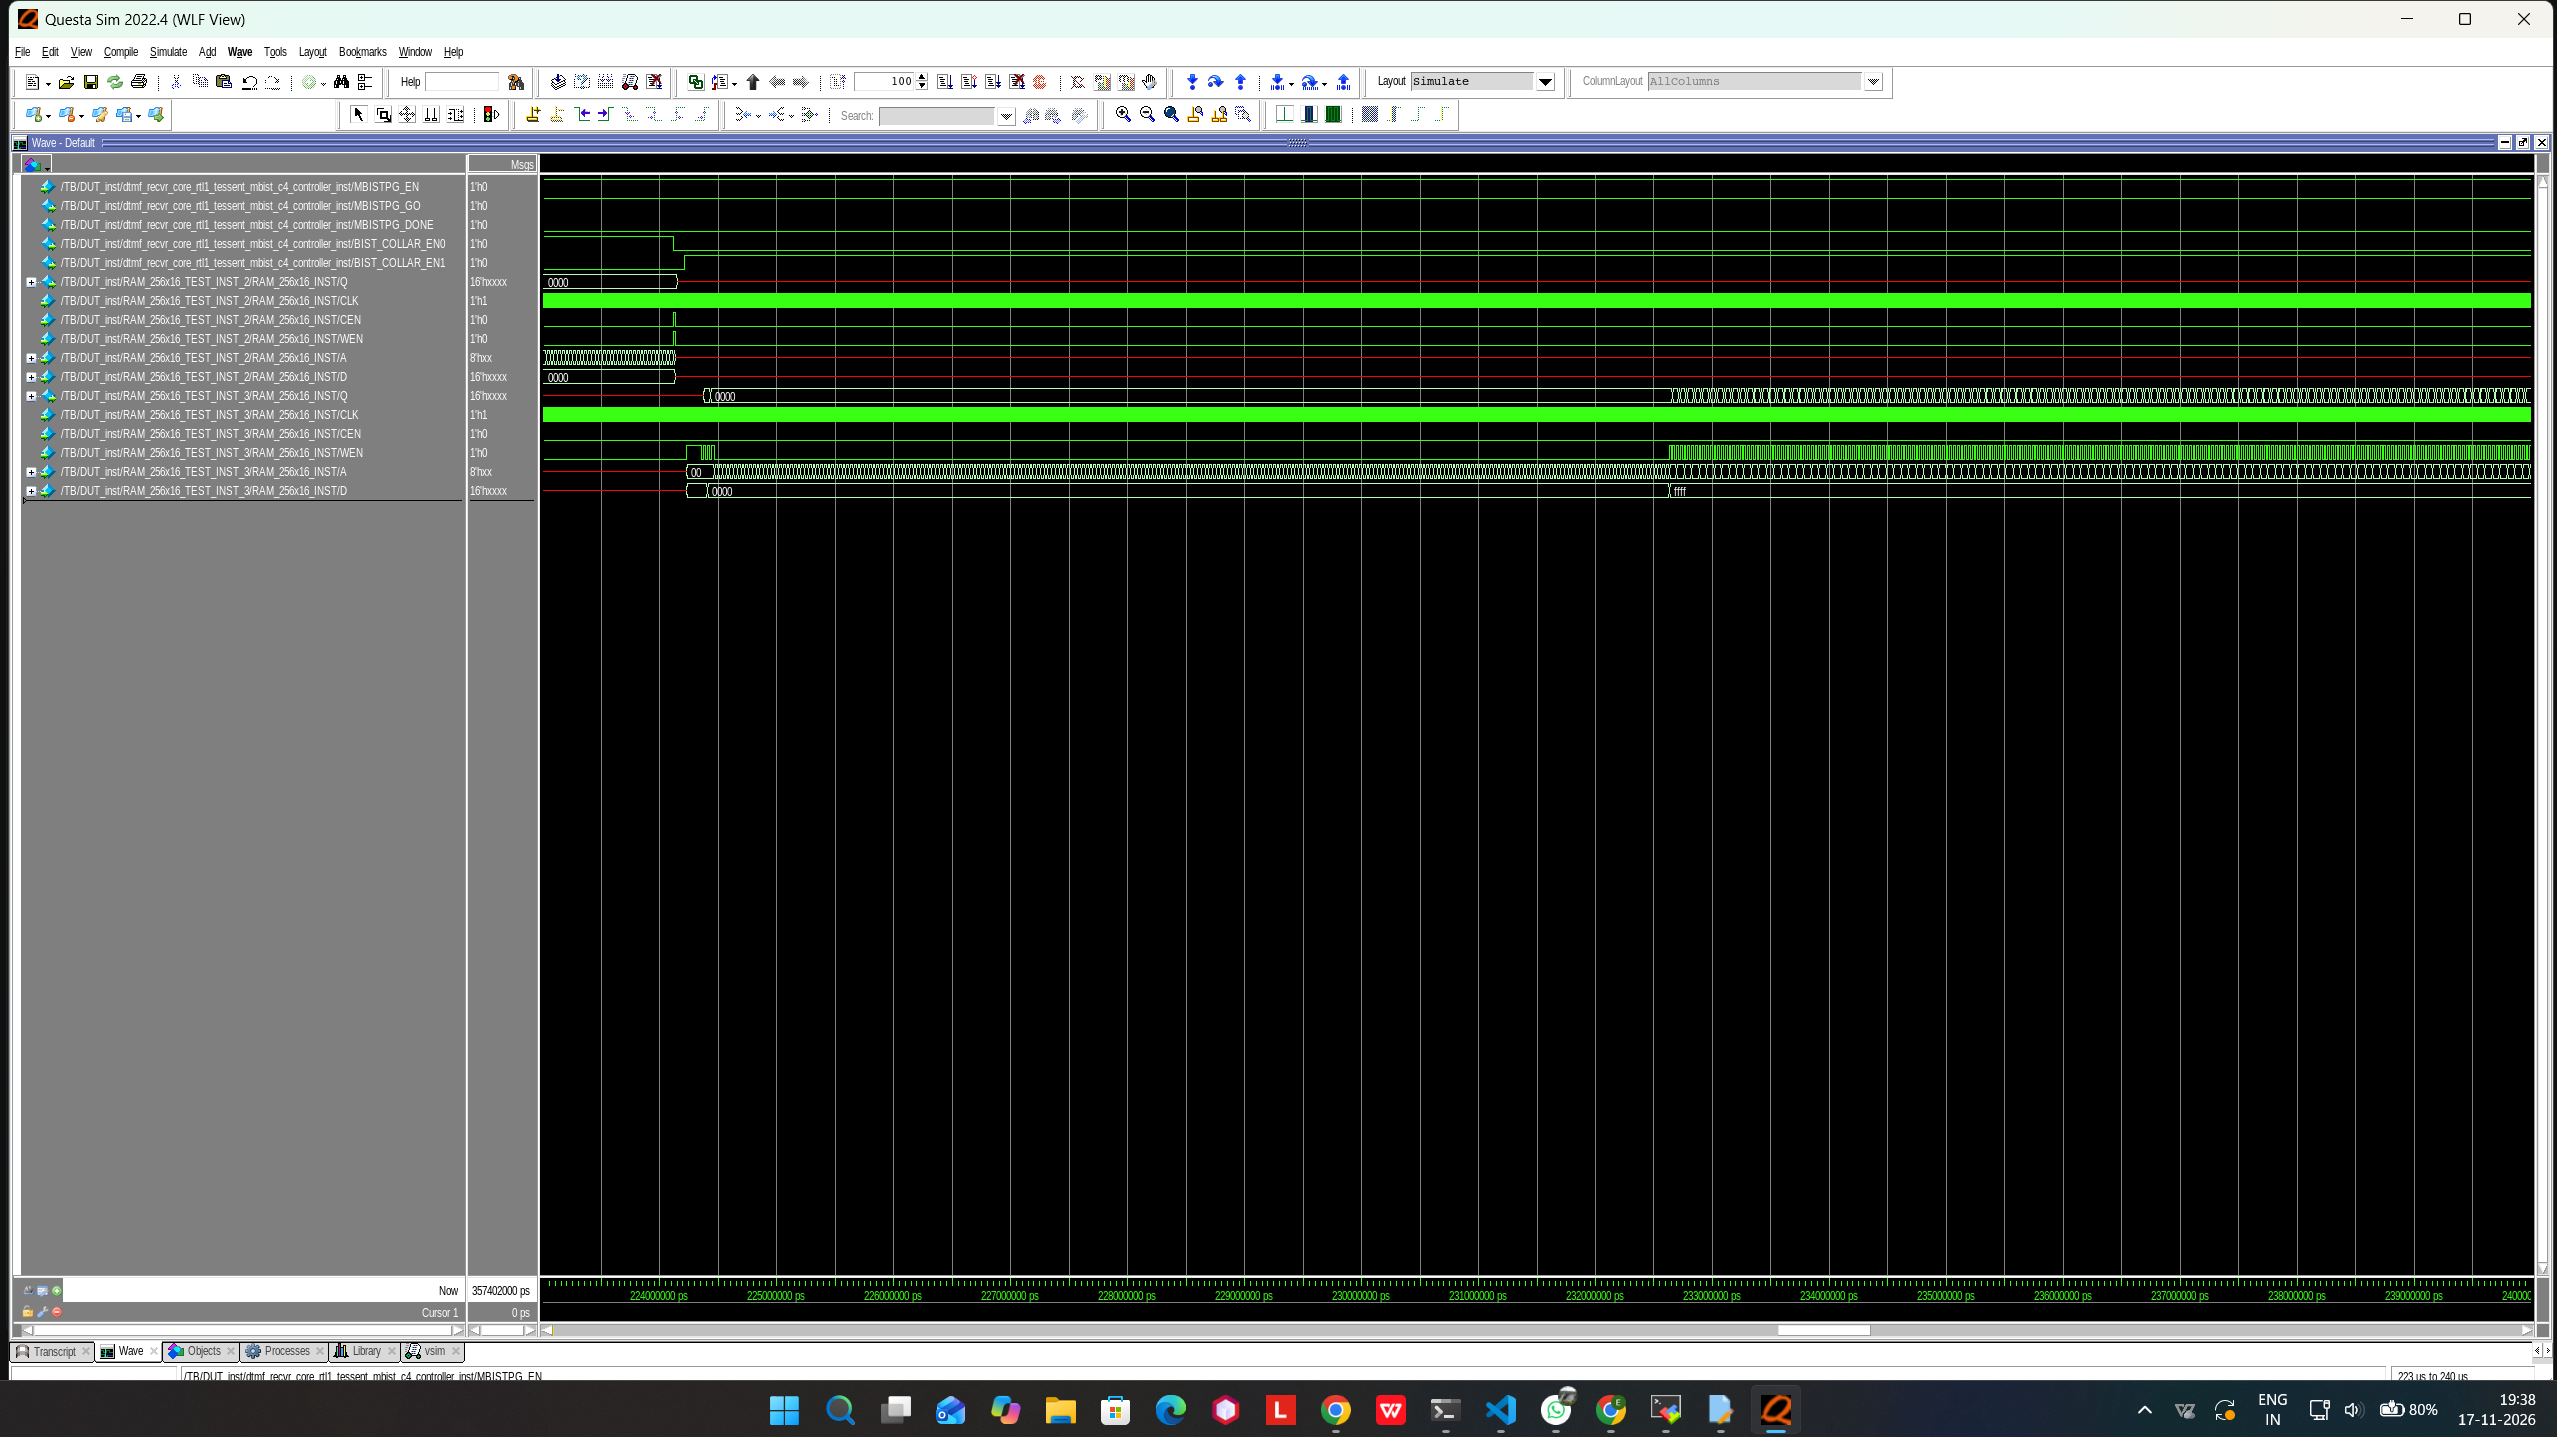 Questa Sim 2022.4 (WLF View)
File Edit View Compile Simulate Add Wave Tools Layout Bookmarks Window Help
Help 100 Layout Simulate ColumnLayout AllColumns
Search:
Wave - Default
Msgs
/TB/DUT_inst/dtmf_recvr_core_rtl1_tessent_mbist_c4_controller_inst/MBISTPG_EN 1'h0
/TB/DUT_inst/dtmf_recvr_core_rtl1_tessent_mbist_c4_controller_inst/MBISTPG_GO 1'h0
/TB/DUT_inst/dtmf_recvr_core_rtl1_tessent_mbist_c4_controller_inst/MBISTPG_DONE 1'h0
/TB/DUT_inst/dtmf_recvr_core_rtl1_tessent_mbist_c4_controller_inst/BIST_COLLAR_EN0 1'h0
/TB/DUT_inst/dtmf_recvr_core_rtl1_tessent_mbist_c4_controller_inst/BIST_COLLAR_EN1 1'h0
/TB/DUT_inst/RAM_256x16_TEST_INST_2/RAM_256x16_INST/Q 16'hxxxx 0000
/TB/DUT_inst/RAM_256x16_TEST_INST_2/RAM_256x16_INST/CLK 1'h1
/TB/DUT_inst/RAM_256x16_TEST_INST_2/RAM_256x16_INST/CEN 1'h0
/TB/DUT_inst/RAM_256x16_TEST_INST_2/RAM_256x16_INST/WEN 1'h0
/TB/DUT_inst/RAM_256x16_TEST_INST_2/RAM_256x16_INST/A 8'hxx
/TB/DUT_inst/RAM_256x16_TEST_INST_2/RAM_256x16_INST/D 16'hxxxx 0000
/TB/DUT_inst/RAM_256x16_TEST_INST_3/RAM_256x16_INST/Q 16'hxxxx 0000
/TB/DUT_inst/RAM_256x16_TEST_INST_3/RAM_256x16_INST/CLK 1'h1
/TB/DUT_inst/RAM_256x16_TEST_INST_3/RAM_256x16_INST/CEN 1'h0
/TB/DUT_inst/RAM_256x16_TEST_INST_3/RAM_256x16_INST/WEN 1'h0
/TB/DUT_inst/RAM_256x16_TEST_INST_3/RAM_256x16_INST/A 8'hxx 00
/TB/DUT_inst/RAM_256x16_TEST_INST_3/RAM_256x16_INST/D 16'hxxxx 0000 ffff
Now 357402000 ps 224000000 ps 225000000 ps 226000000 ps 227000000 ps 228000000 ps 229000000 ps 230000000 ps 231000000 ps 232000000 ps 233000000 ps 234000000 ps 235000000 ps 236000000 ps 237000000 ps 238000000 ps 239000000 ps 240000
Cursor 1 0 ps
Transcript Wave Objects Processes Library vsim
/TB/DUT_inst/dtmf_recvr_core_rtl1_tessent_mbist_c4_controller_inst/MBISTPG_EN 223 us to 240 us
ENG 80% 19:38
IN 17-11-2026